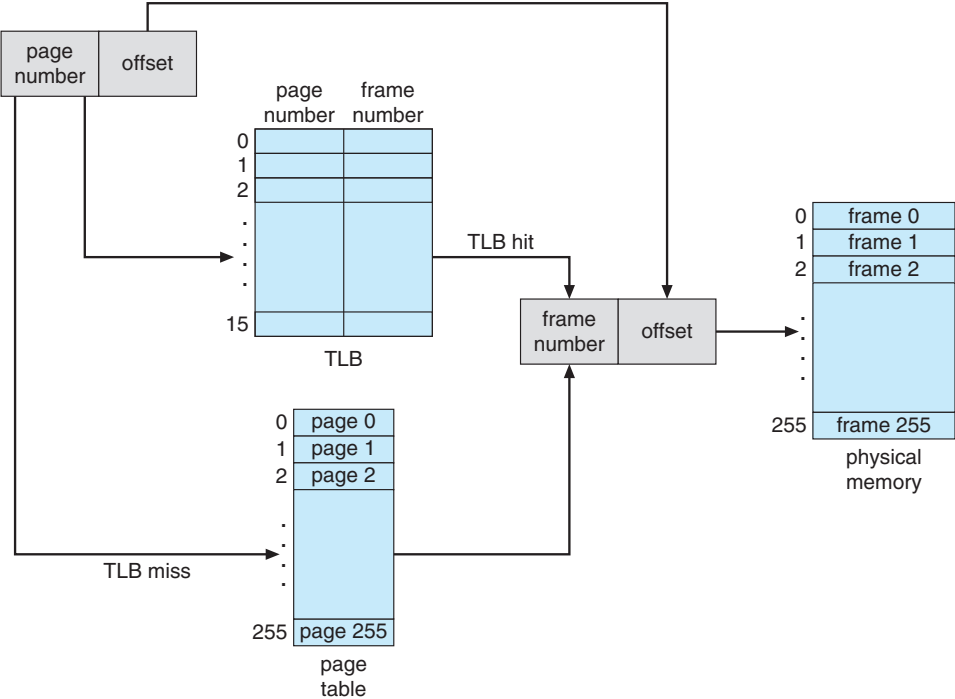 page
number
offset
page
number
frame
number
0
1
2
.
.
.
.
15
TLB
TLB hit
frame
number
offset
0 frame 0
1 frame 1
2 frame 2
.
.
.
.
255 frame 255
physical
memory
0 page 0
1 page 1
2 page 2
.
.
.
.
255 page 255
page
table
TLB miss